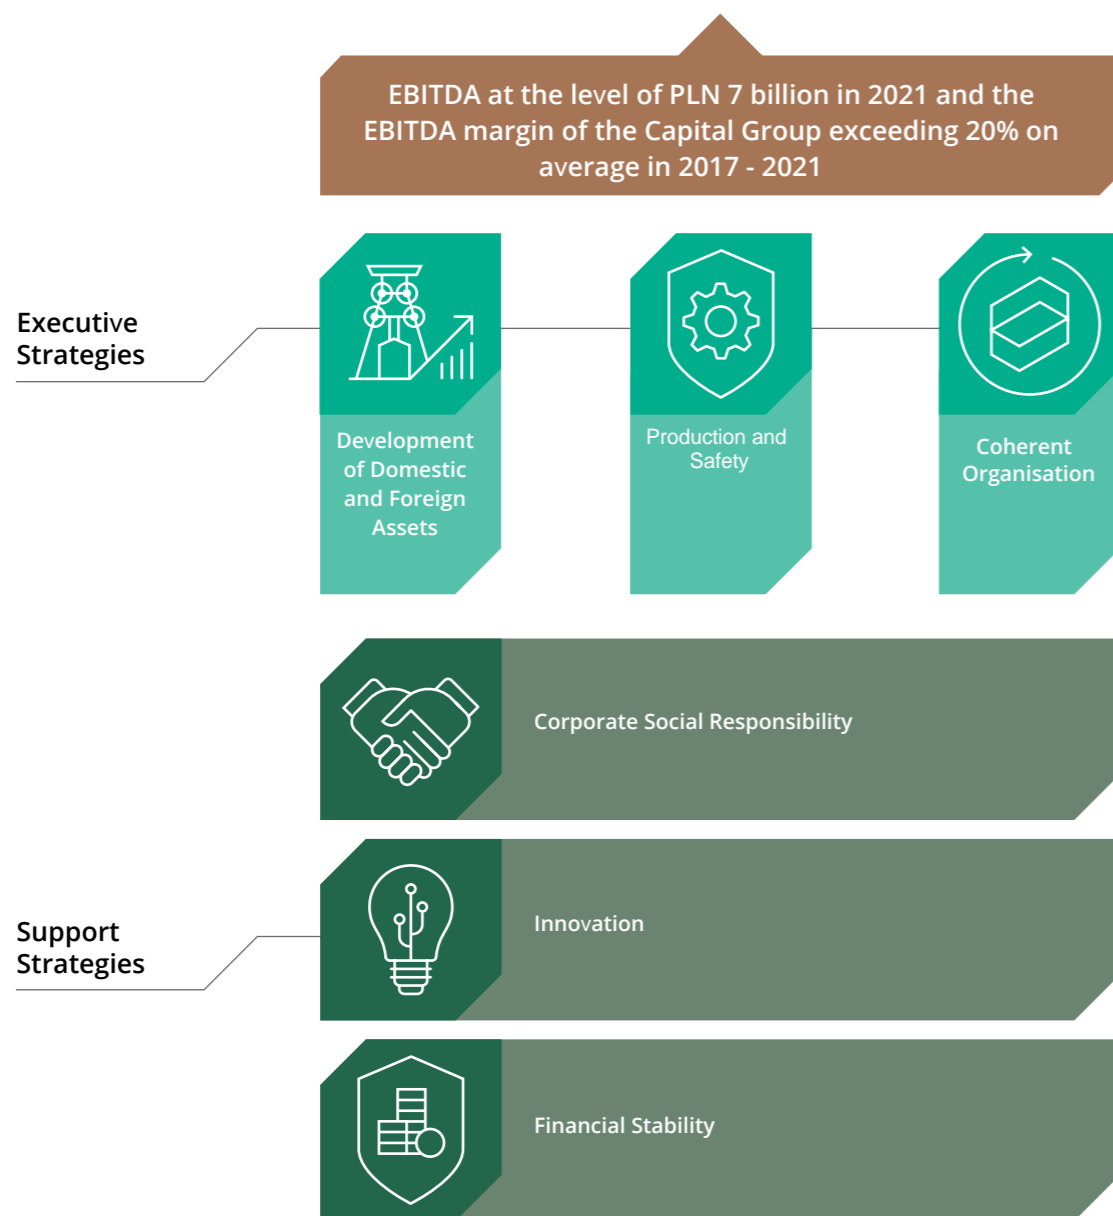 EBITDA at the level of PLN 7 billion in 2021 and the
EBITDA margin of the Capital Group exceeding 20% on
average in 2017 - 2021
Executive
Strategies
Development
of Domestic
and Foreign
Assets
Production and
Safety
Coherent
Organisation
Corporate Social Responsibility
Support
Strategies
Innovation
Financial Stability